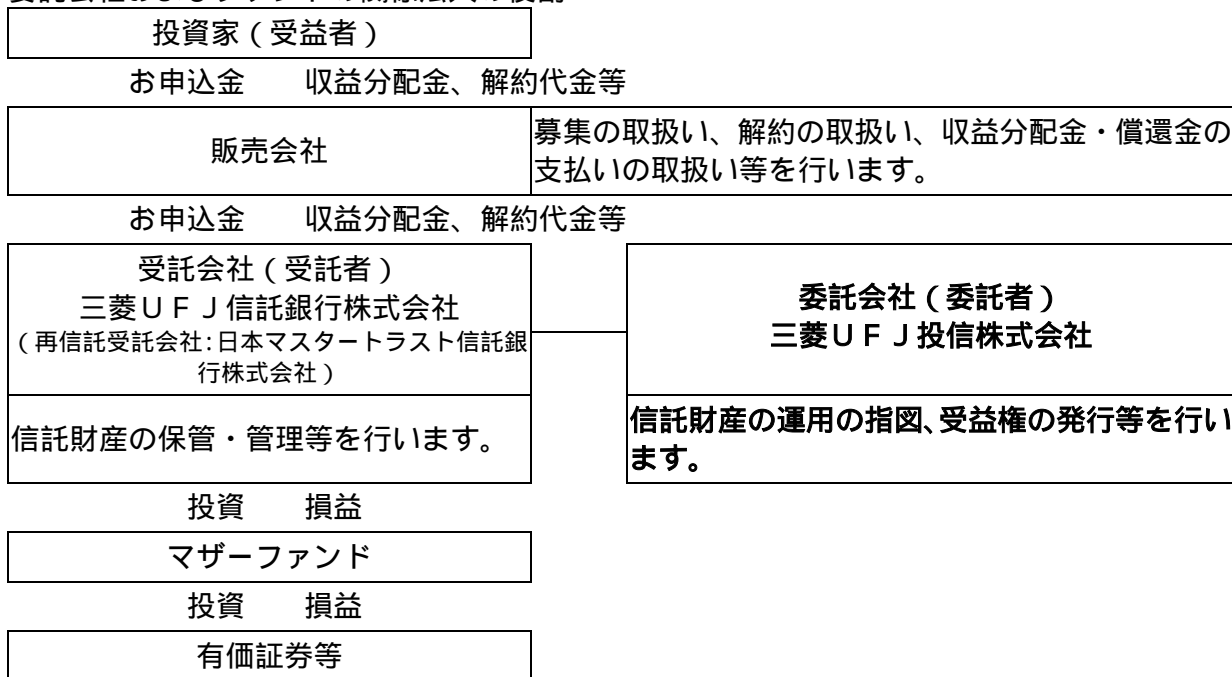 投資家(受益者)
お申込金　収益分配金、解約代金等
販売会社
募集の取扱い、解約の取扱い、収益分配金・償還金の
支払いの取扱い等を行います。
お申込金　収益分配金、解約代金等
受託会社(受託者)
三菱UFJ信託銀行株式会社
(再信託受託会社:日本マスタートラスト信託銀
行株式会社)
委託会社(委託者)
三菱UFJ投信株式会社
信託財産の保管・管理等を行います。
信託財産の運用の指図、受益権の発行等を行い
ます。
投資　損益
マザーファンド
投資　損益
有価証券等